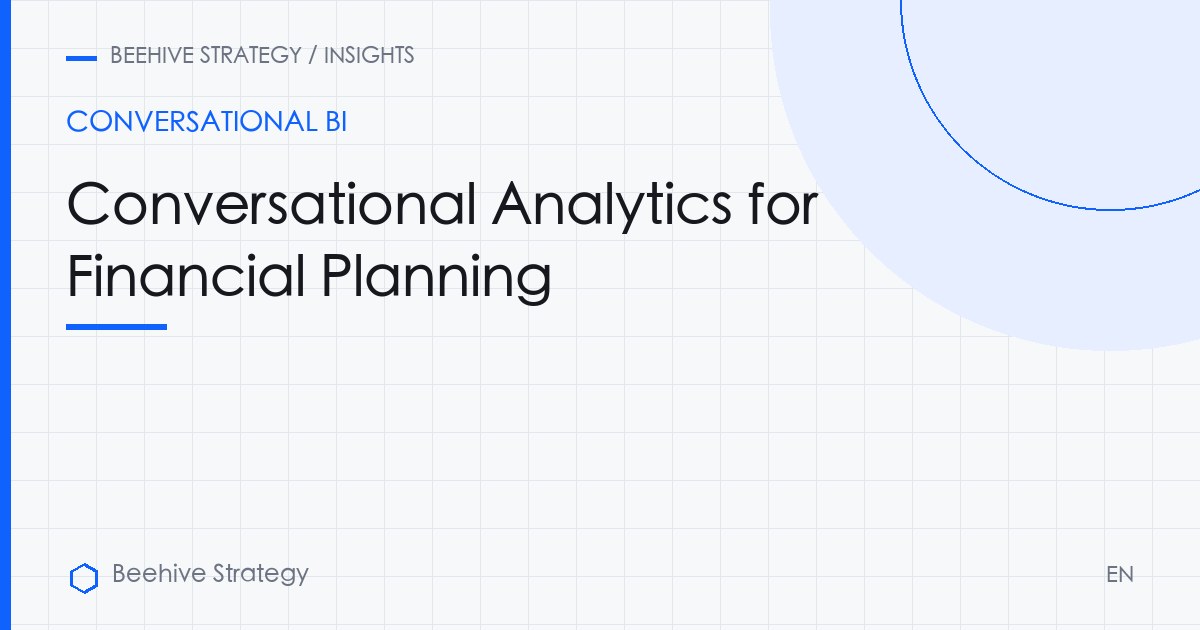 BEEHIVE STRATEGY / INSIGHTS
CONVERSATIONAL BI
Conversational Analytics for
Financial Planning
Beehive Strategy
EN